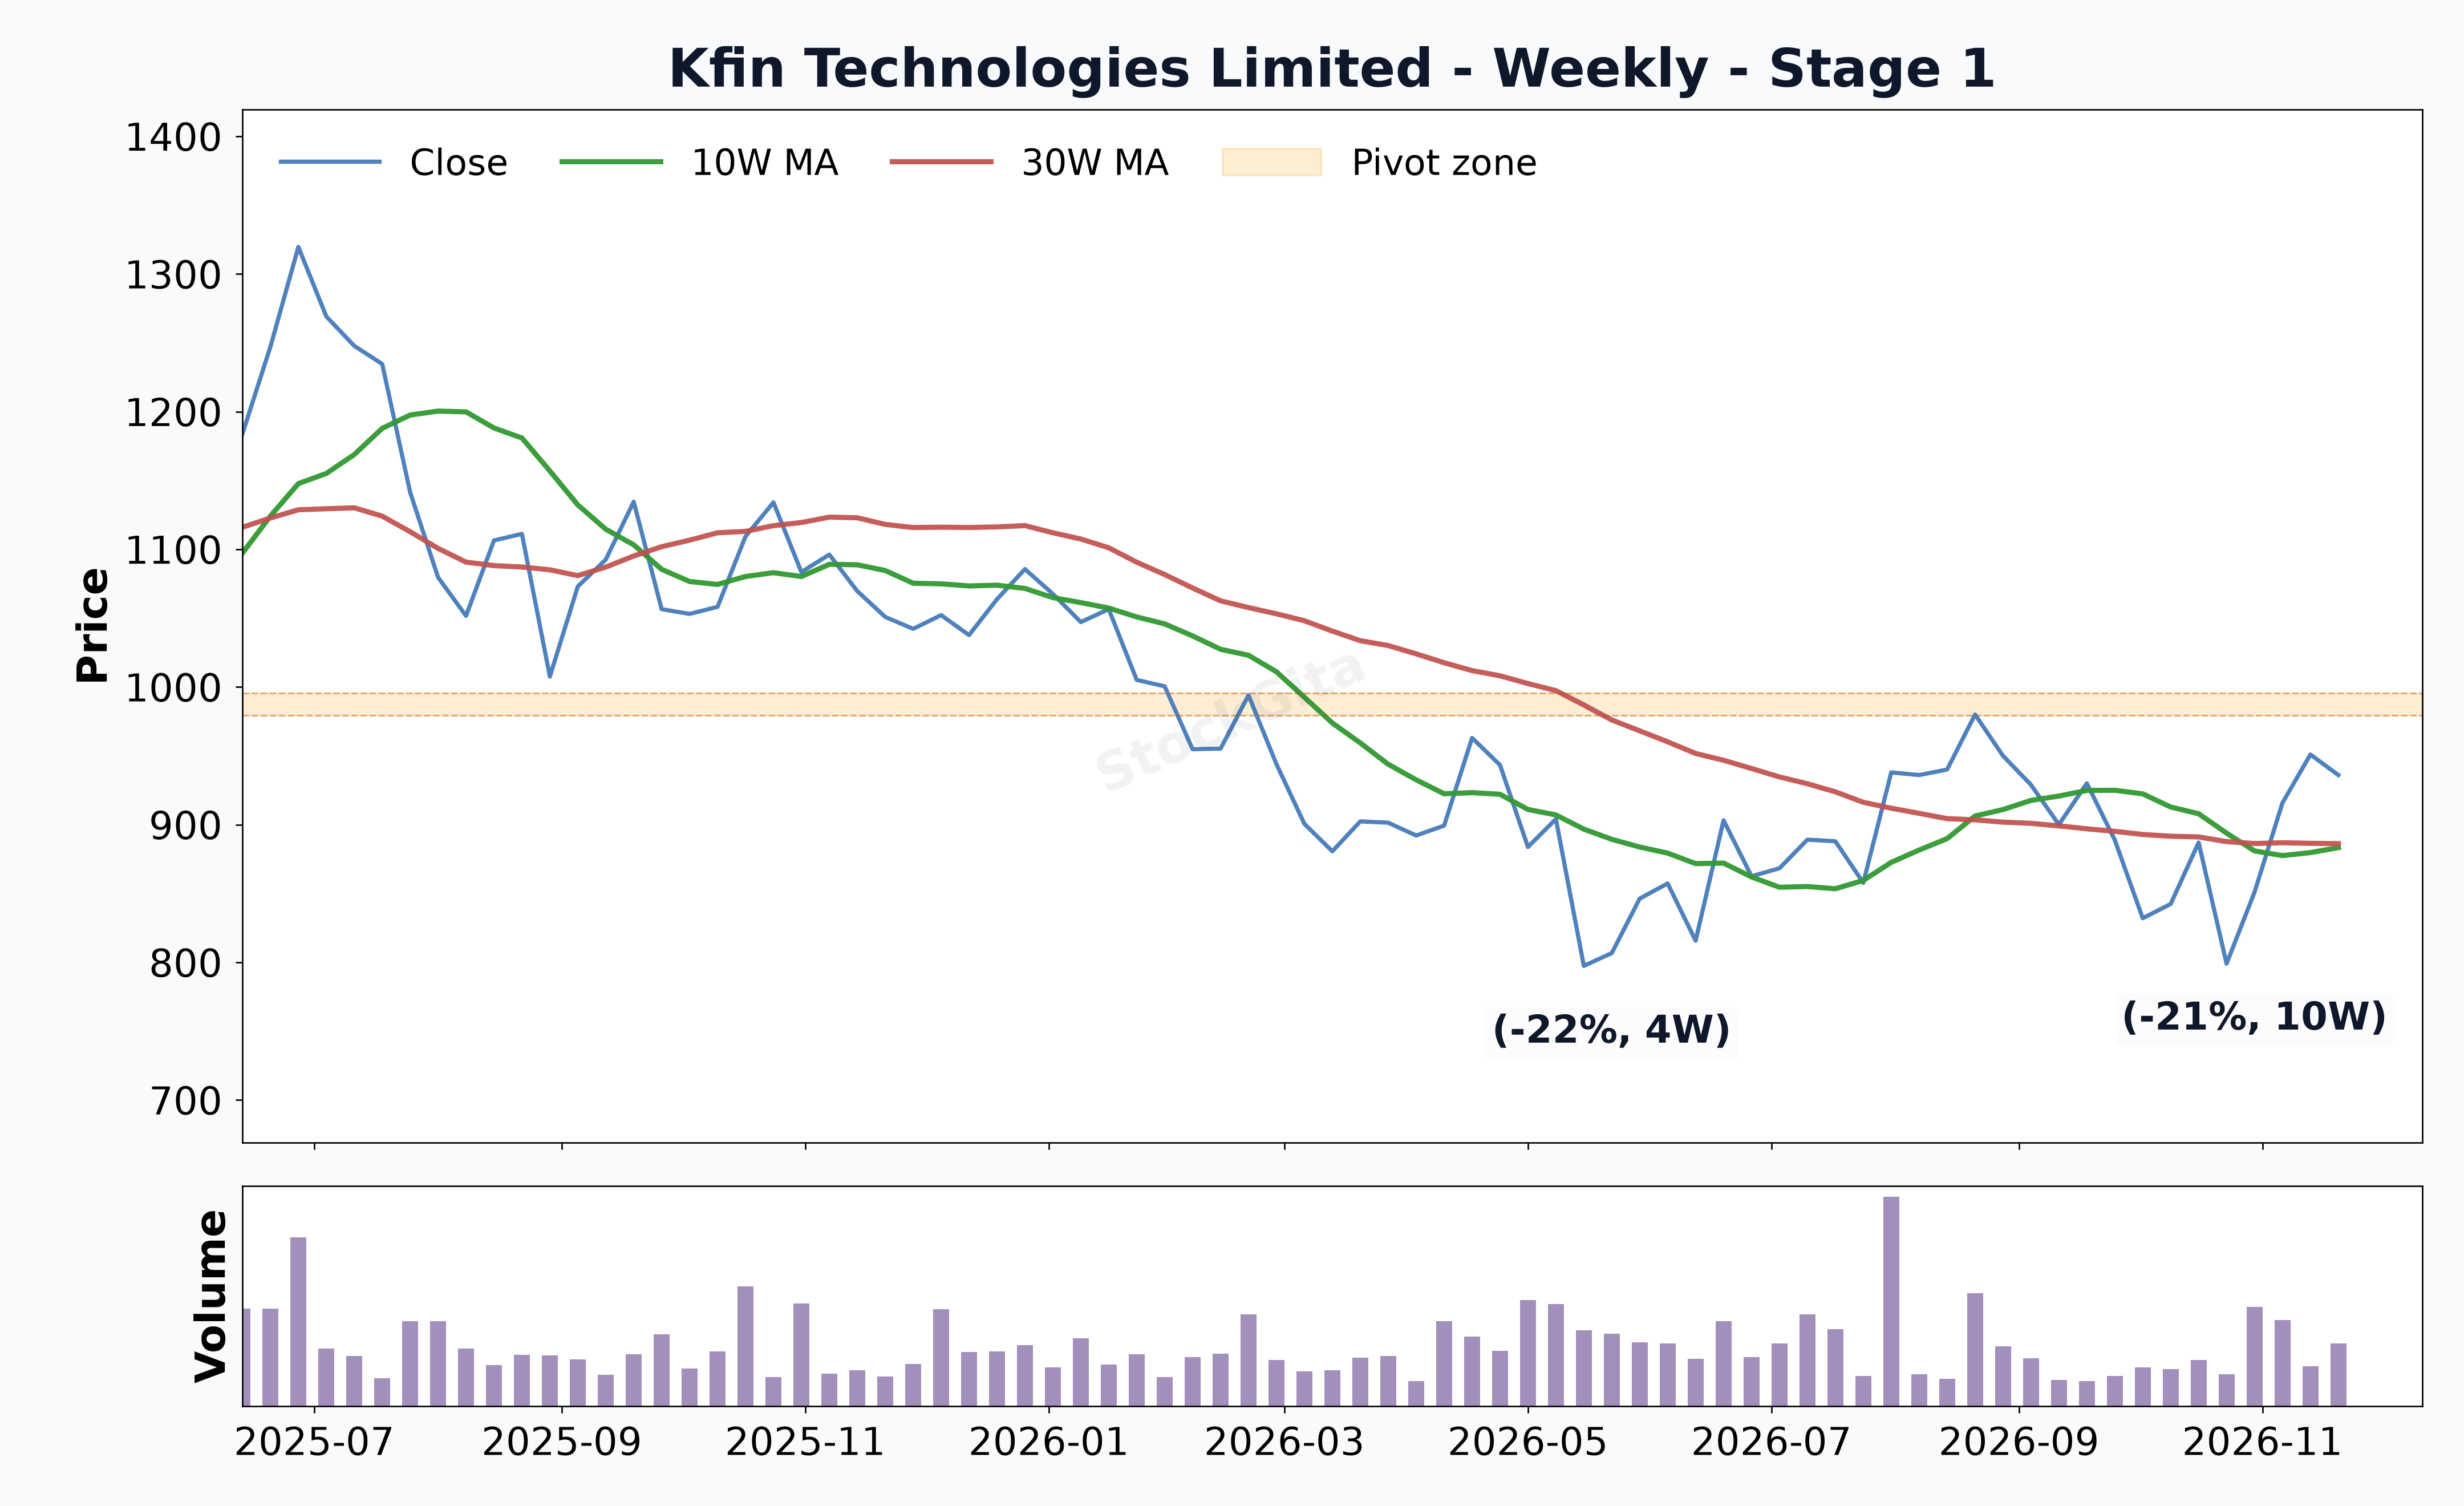 Kfin Technologies Limited - Weekly - Stage 1
Close 10W MA 30W MA Pivot zone
Price
1400
1300
1200
1100
1000
900
800
700
StockGita
(-22%, 4W)
(-21%, 10W)
Volume
2025-07 2025-09 2025-11 2026-01 2026-03 2026-05 2026-07 2026-09 2026-11